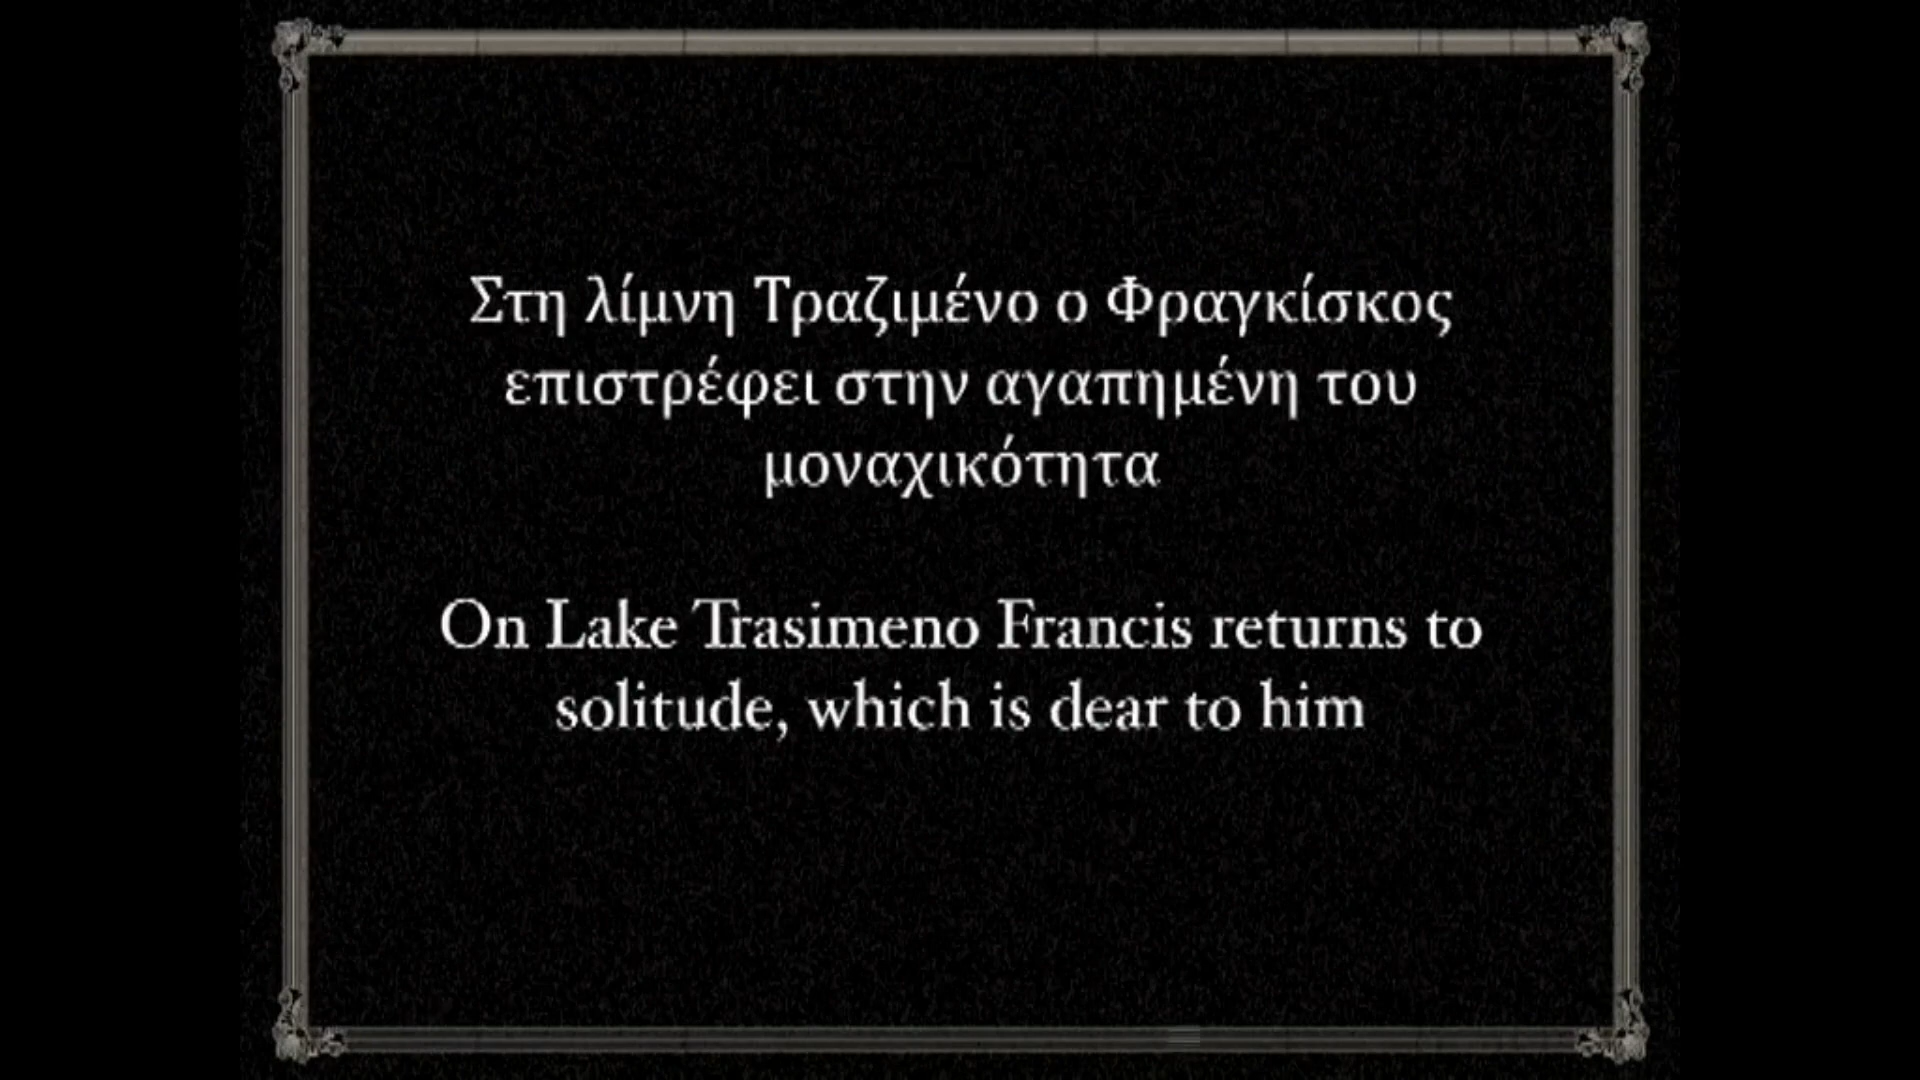 Στη λίμνη Τραζιμένο ο Φραγκίσκος
επιστρέφει στην αγαπημένη του
μοναχικότητα
On Lake Trasimeno Francis returns to
solitude, which is dear to him